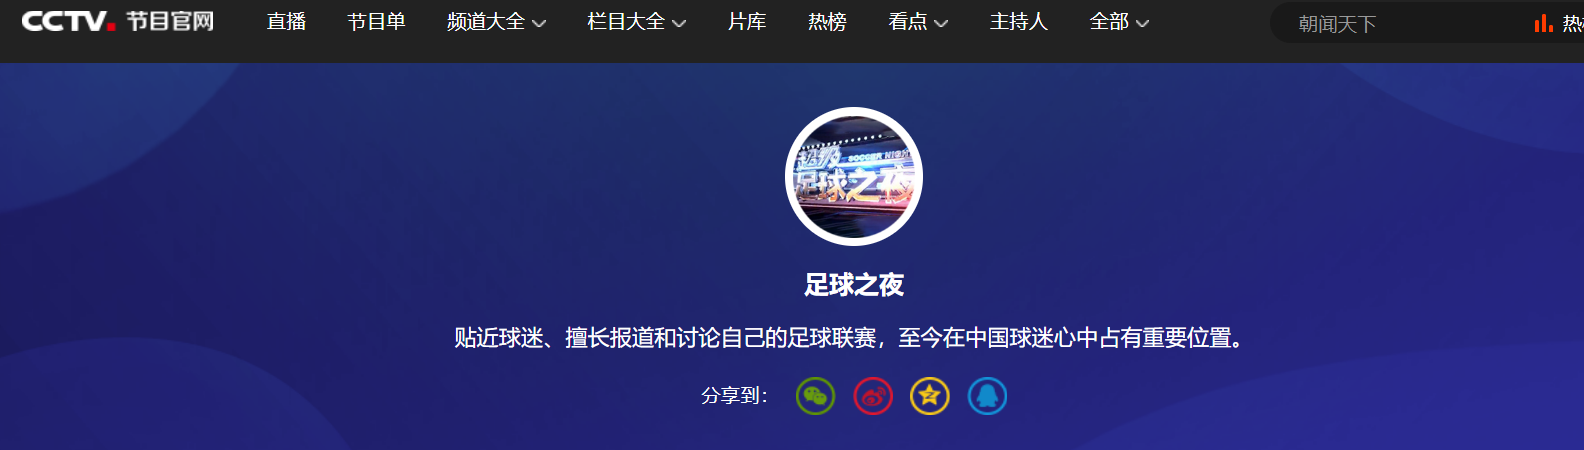 CCTV. 节目官网 直播 节目单 频道大全 栏目大全 片库 热榜 看点 主持人 全部 朝闻天下
超级 SOCCER
足球之夜
足球之夜
贴近球迷、擅长报道和讨论自己的足球联赛，至今在中国球迷心中占有重要位置。
分享到：